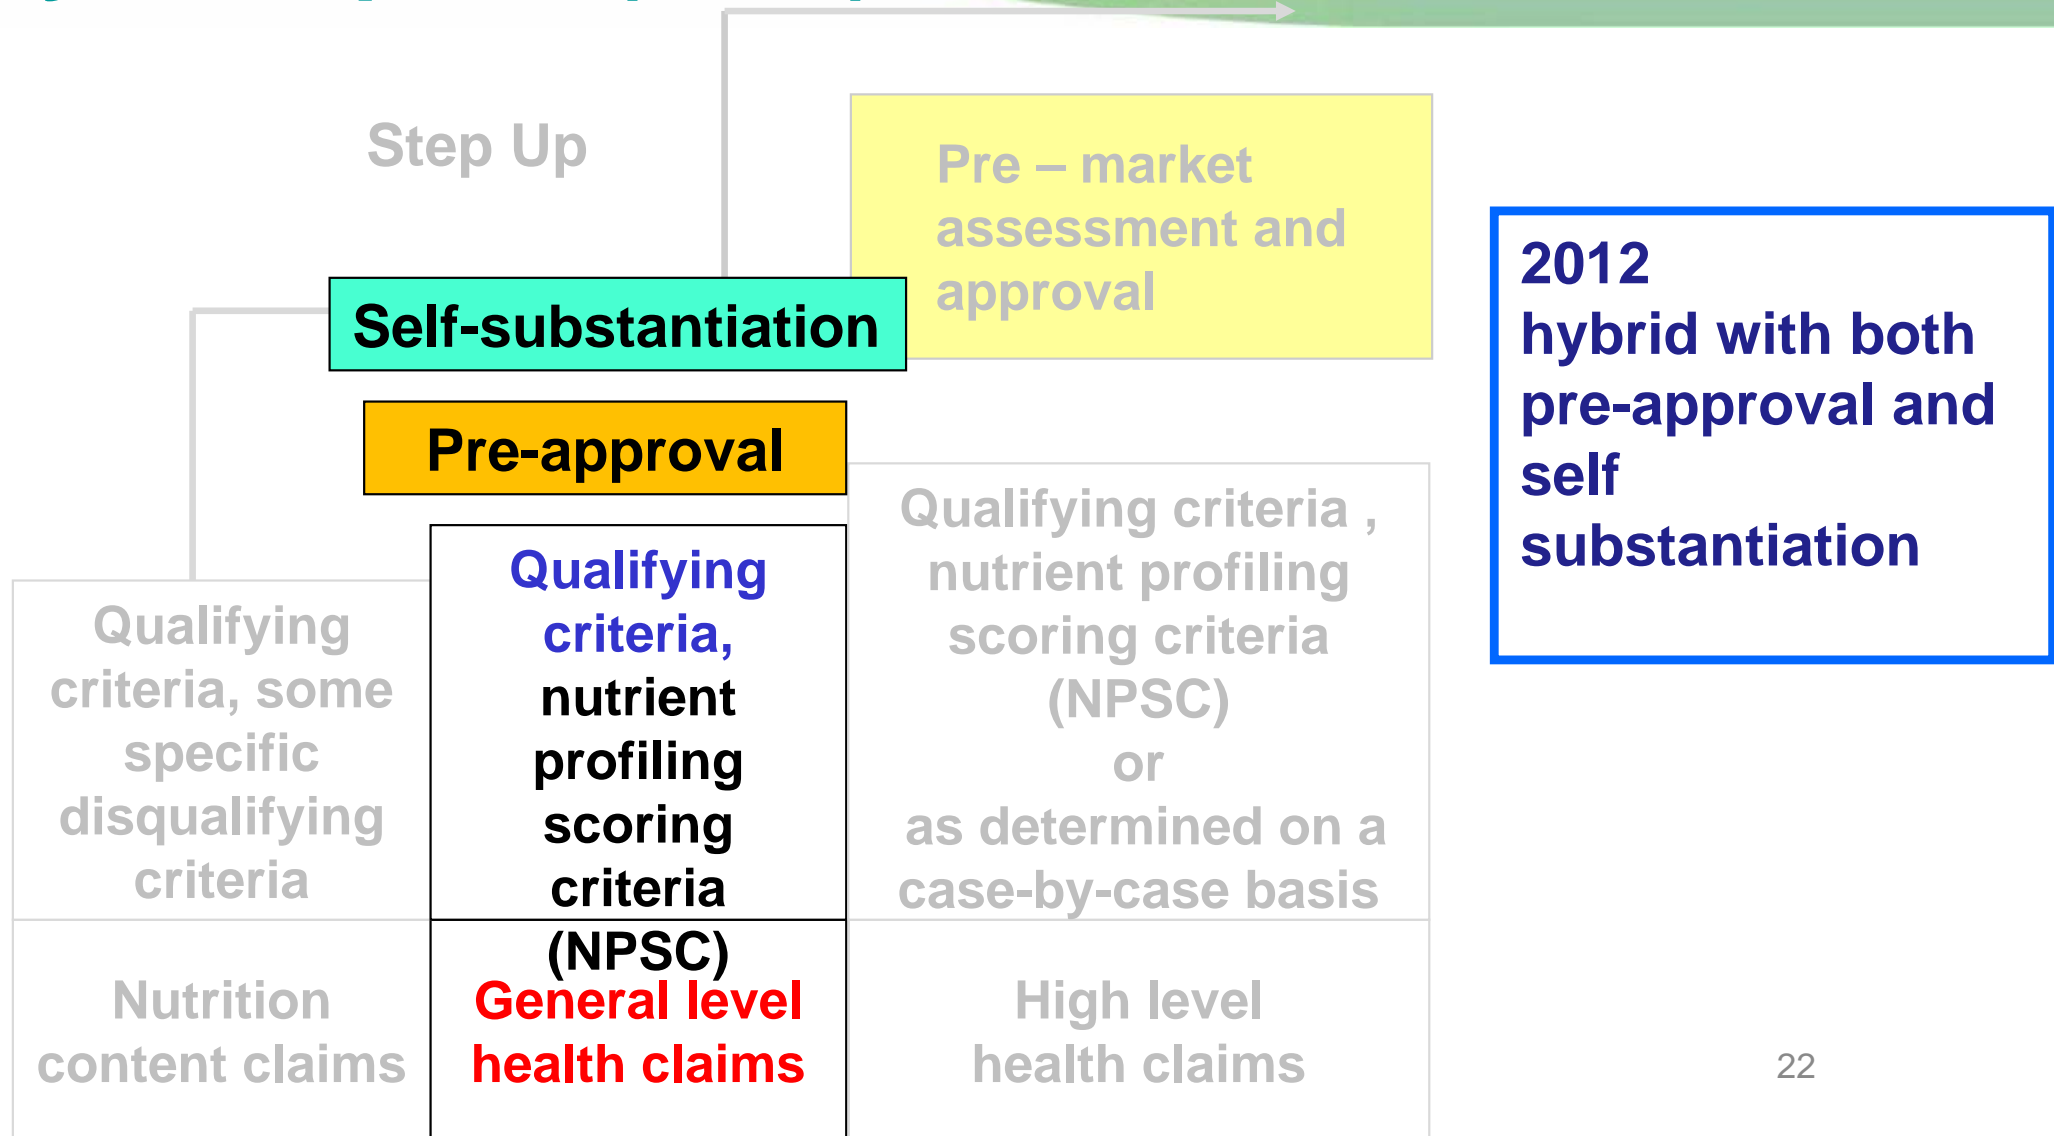 Step Up
Pre – market
assessment and
approval
Self-substantiation
Pre-approval
2012
hybrid with both
pre-approval and
self
substantiation
Qualifying
criteria, some
specific
disqualifying
criteria
Qualifying
criteria,
nutrient
profiling
scoring
criteria
(NPSC)
Qualifying criteria ,
nutrient profiling
scoring criteria
(NPSC)
or
as determined on a
case-by-case basis
Nutrition
content claims
General level
health claims
High level
health claims
22